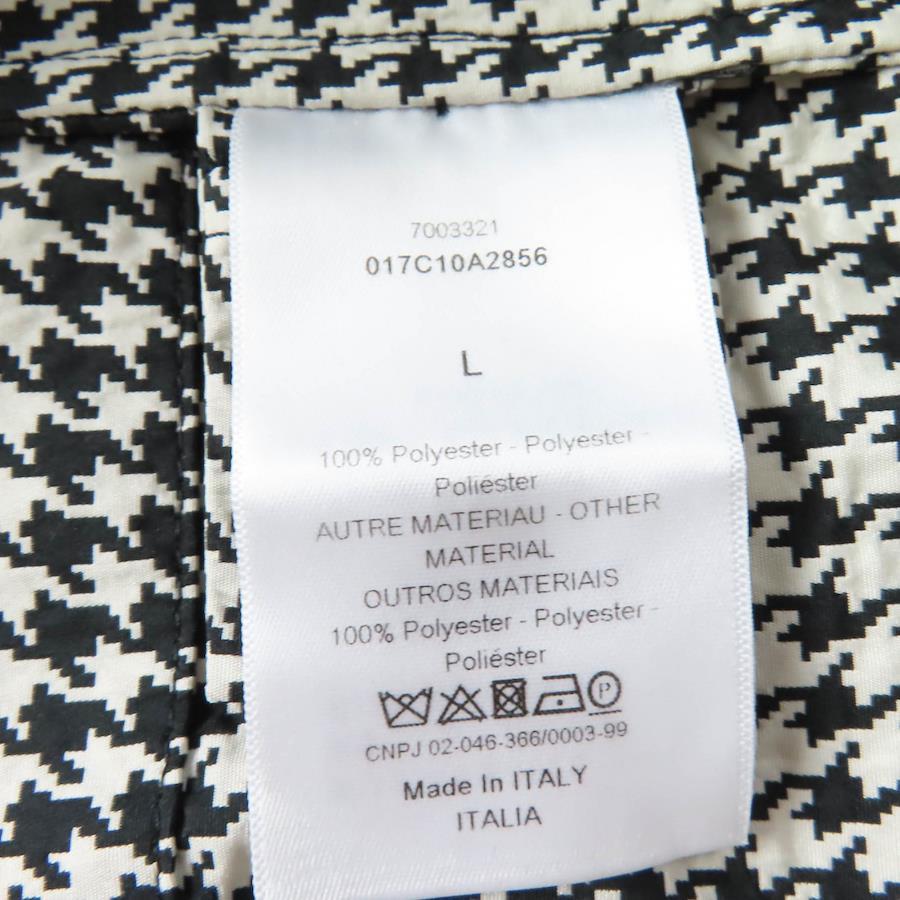 7003321
017C10A2856
L
100% Polyester - Polyester -
Poliéster
AUTRE MATERIAU - OTHER
MATERIAL
OUTROS MATERIAIS
100% Polyester - Polyester -
Poliéster
P
CNPJ 02-046-366/0003-99
Made In ITALY
ITALIA